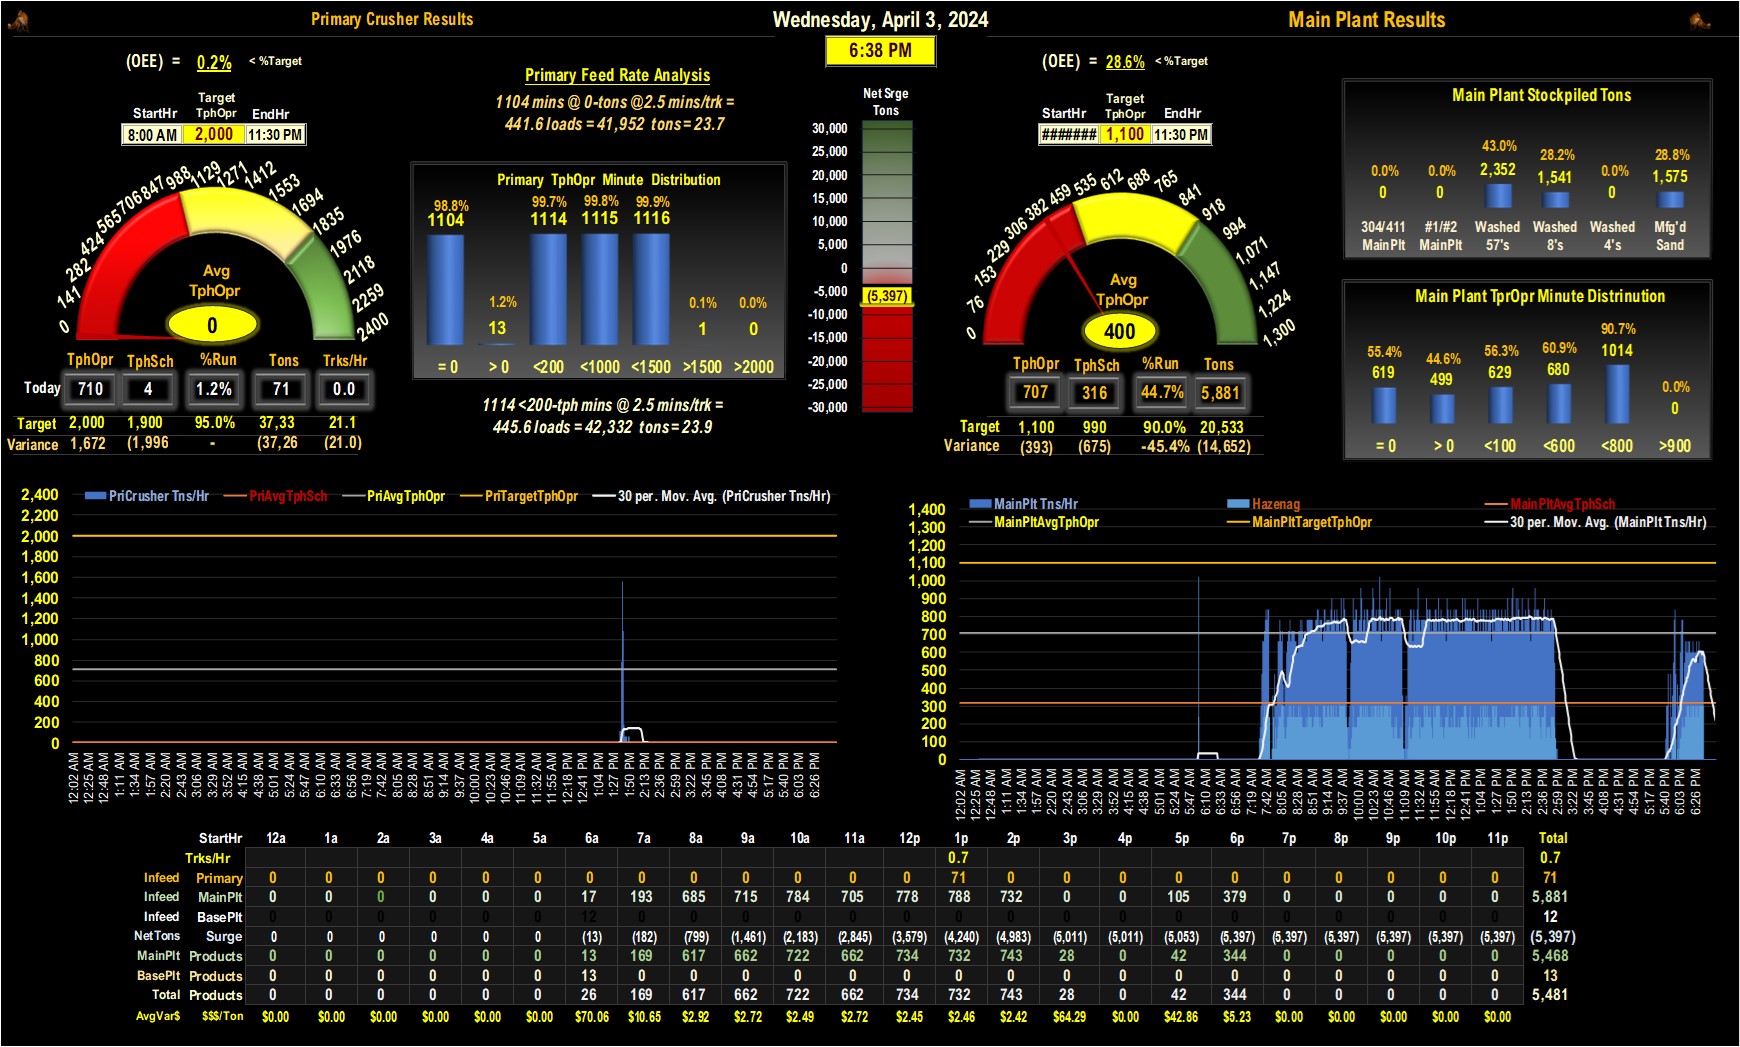 Primary Crusher Results
Wednesday, April 3, 2024
Main Plant Results
6:38 PM
(OEE) = 0.2% < %Target
StartHr Target TphOpr EndHr
8:00 AM 2,000 11:30 PM
0 141 282 424 565 706 847 988 1129 1271 1412 1553 1694 1835 1976 2118 2259 2400
Avg
TphOpr
0
TphOpr TphSch %Run Tons Trks/Hr
Today 710 4 1.2% 71 0.0
Target 2,000 1,900 95.0% 37,33 21.1
Variance 1,672 (1,996 - (37,26 (21.0)
Primary Feed Rate Analysis
1104 mins @ 0-tons @2.5 mins/trk =
441.6 loads = 41,952 tons = 23.7
Primary TphOpr Minute Distribution
98.8% 1.2% 99.7% 99.8% 99.9% 0.1% 0.0%
1104 13 1114 1115 1116 1 0
= 0 > 0 <200 <1000 <1500 >1500 >2000
1114 <200-tph mins @ 2.5 mins/trk =
445.6 loads = 42,332 tons = 23.9
Net Srge
Tons
30,000
25,000
20,000
15,000
10,000
5,000
0
-5,000
(5,397)
-10,000
-15,000
-20,000
-25,000
-30,000
(OEE) = 28.6% < %Target
StartHr Target TphOpr EndHr
####### 1,100 11:30 PM
0 76 153 229 306 382 459 535 612 688 765 841 918 994 1,071 1,147 1,224 1,300
Avg
TphOpr
400
TphOpr TphSch %Run Tons
707 316 44.7% 5,881
Target 1,100 990 90.0% 20,533
Variance (393) (675) -45.4% (14,652)
Main Plant Stockpiled Tons
0.0% 0.0% 43.0% 28.2% 0.0% 28.8%
0 0 2,352 1,541 0 1,575
304/411 #1/#2 Washed Washed Washed Mfg'd
MainPlt MainPlt 57's 8's 4's Sand
Main Plant TprOpr Minute Distrinution
55.4% 44.6% 56.3% 60.9% 90.7% 0.0%
619 499 629 680 1014 0
= 0 > 0 <100 <600 <800 >900
PriCrusher Tns/Hr PriAvgTphSch PriAvgTphOpr PriTargetTphOpr 30 per. Mov. Avg. (PriCrusher Tns/Hr)
2,400
2,200
2,000
1,800
1,600
1,400
1,200
1,000
800
600
400
200
0
12:02 AM 12:25 AM 12:48 AM 1:11 AM 1:34 AM 1:57 AM 2:20 AM 2:43 AM 3:06 AM 3:29 AM 3:52 AM 4:15 AM 4:38 AM 5:01 AM 5:24 AM 5:47 AM 6:10 AM 6:33 AM 6:56 AM 7:19 AM 7:42 AM 8:05 AM 8:28 AM 8:51 AM 9:14 AM 9:37 AM 10:00 AM 10:23 AM 10:46 AM 11:09 AM 11:32 AM 11:55 AM 12:18 PM 12:41 PM 1:04 PM 1:27 PM 1:50 PM 2:13 PM 2:36 PM 2:59 PM 3:22 PM 3:45 PM 4:08 PM 4:31 PM 4:54 PM 5:17 PM 5:40 PM 6:03 PM 6:26 PM
MainPlt Tns/Hr Hazenag MainPltAvgTphSch
MainPltAvgTphOpr MainPltTargetTphOpr 30 per. Mov. Avg. (MainPlt Tns/Hr)
1,400
1,300
1,200
1,100
1,000
900
800
700
600
500
400
300
200
100
0
12:02 AM 12:25 AM 12:48 AM 1:11 AM 1:34 AM 1:57 AM 2:20 AM 2:43 AM 3:06 AM 3:29 AM 3:52 AM 4:15 AM 4:38 AM 5:01 AM 5:24 AM 5:47 AM 6:10 AM 6:33 AM 6:56 AM 7:19 AM 7:42 AM 8:05 AM 8:28 AM 8:51 AM 9:14 AM 9:37 AM 10:00 AM 10:23 AM 10:46 AM 11:09 AM 11:32 AM 11:55 AM 12:18 PM 12:41 PM 1:04 PM 1:27 PM 1:50 PM 2:13 PM 2:36 PM 2:59 PM 3:22 PM 3:45 PM 4:08 PM 4:31 PM 4:54 PM 5:17 PM 5:40 PM 6:03 PM 6:26 PM
StartHr 12a 1a 2a 3a 4a 5a 6a 7a 8a 9a 10a 11a 12p 1p 2p 3p 4p 5p 6p 7p 8p 9p 10p 11p Total
Trks/Hr 0.7 0.7
Infeed Primary 0 0 0 0 0 0 0 0 0 0 0 0 0 71 0 0 0 0 0 0 0 0 0 0 71
Infeed MainPlt 0 0 0 0 0 0 17 193 685 715 784 705 778 788 732 0 0 105 379 0 0 0 0 0 5,881
Infeed BasePlt 0 0 0 0 0 0 12 0 0 0 0 0 0 0 0 0 0 0 0 0 0 0 0 0 12
NetTons Surge 0 0 0 0 0 0 (13) (182) (799) (1,461) (2,183) (2,845) (3,579) (4,240) (4,983) (5,011) (5,011) (5,053) (5,397) (5,397) (5,397) (5,397) (5,397) (5,397) (5,397)
MainPlt Products 0 0 0 0 0 0 13 169 617 662 722 662 734 732 743 28 0 42 344 0 0 0 0 0 5,468
BasePlt Products 0 0 0 0 0 0 13 0 0 0 0 0 0 0 0 0 0 0 0 0 0 0 0 0 13
Total Products 0 0 0 0 0 0 26 169 617 662 722 662 734 732 743 28 0 42 344 0 0 0 0 0 5,481
AvgVar$ $$$/Ton $0.00 $0.00 $0.00 $0.00 $0.00 $0.00 $70.06 $10.65 $2.92 $2.72 $2.49 $2.72 $2.45 $2.46 $2.42 $64.29 $0.00 $42.86 $5.23 $0.00 $0.00 $0.00 $0.00 $0.00